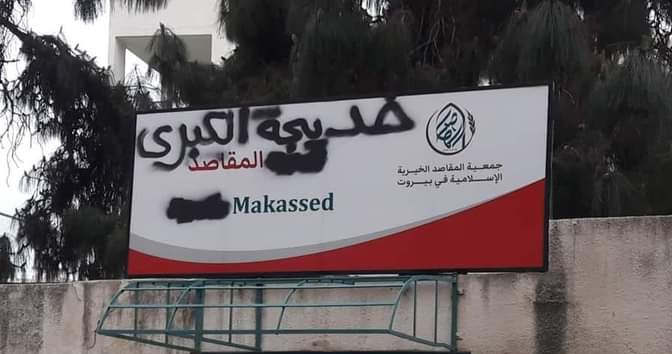 خديجة الكبرى
المقاصد
Makassed
جمعية المقاصد الخيرية
الإسلامية في بيروت